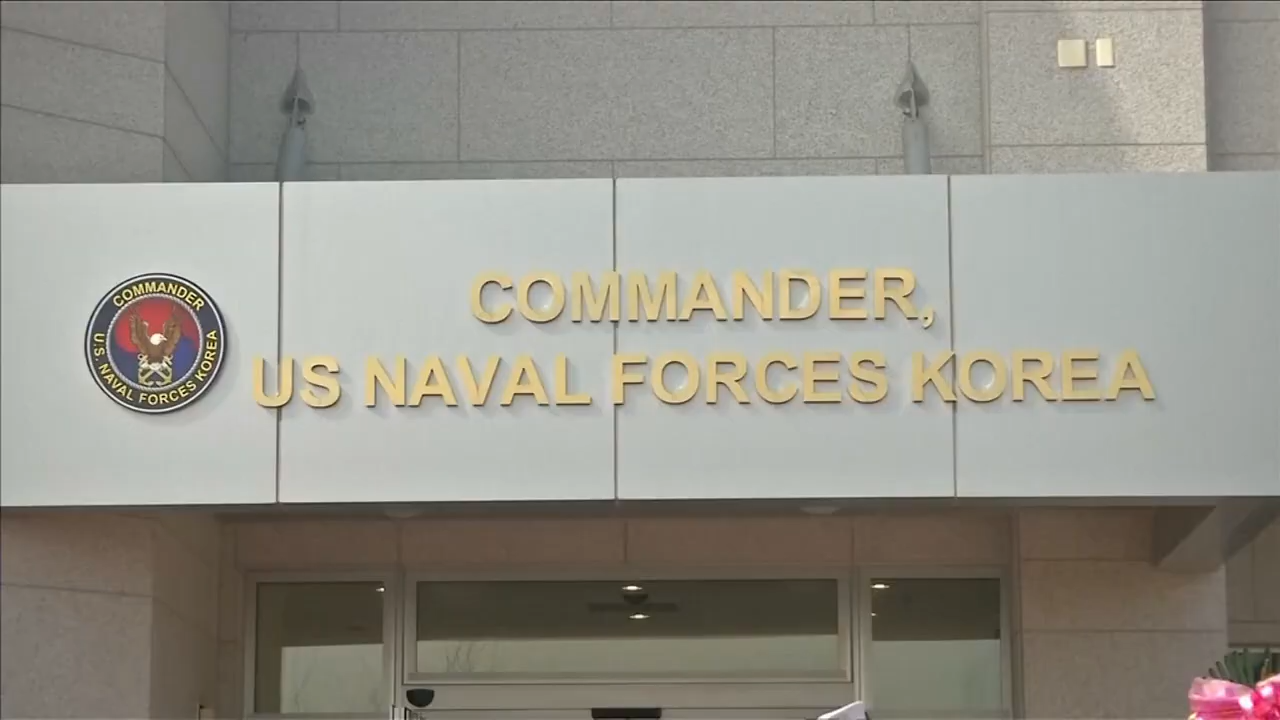 COMMANDER
U.S. NAVAL FORCES KOREA
COMMANDER,
US NAVAL FORCES KOREA